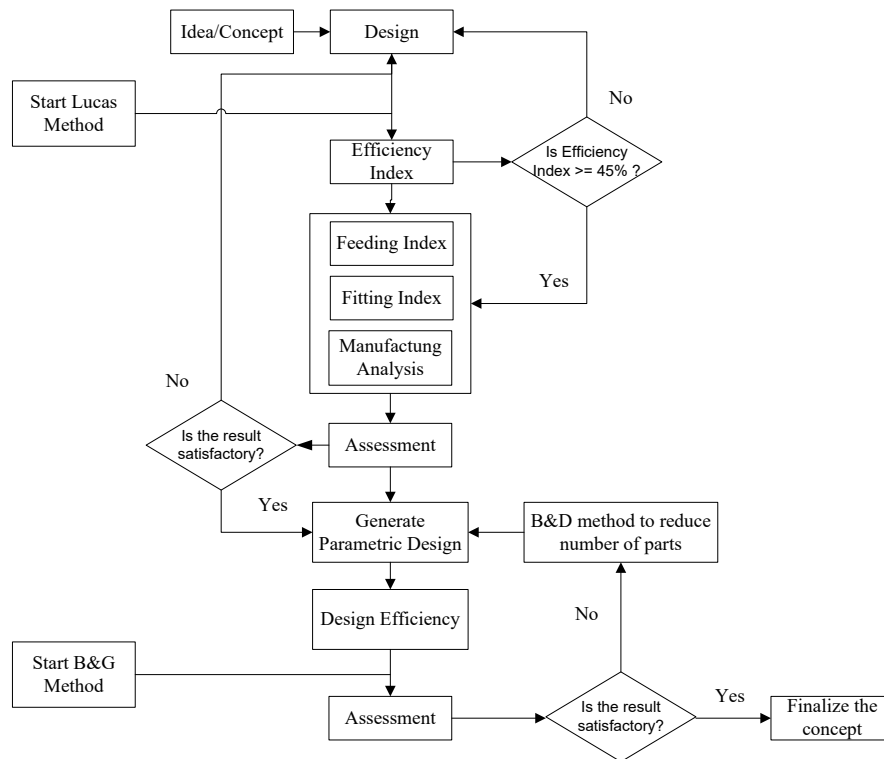 Idea/Concept
Design
No
Start Lucas
Method
Efficiency
Index
Is Efficiency
Index >= 45% ?
Feeding Index
Yes
Fitting Index
Manufactung
Analysis
No
Is the result
satisfactory?
Assessment
Yes
Generate
Parametric Design
B&D method to reduce
number of parts
Design Efficiency
No
Start B&G
Method
Assessment
Is the result
satisfactory?
Yes
Finalize the
concept